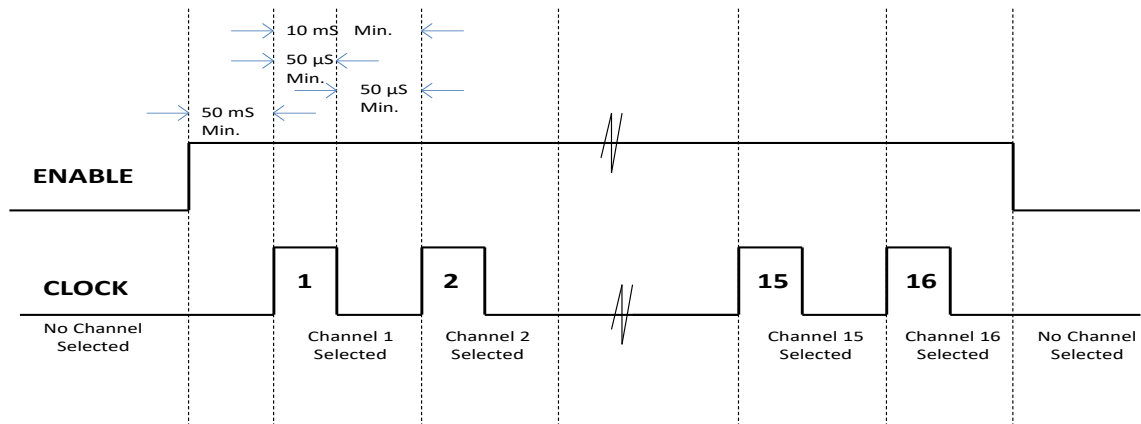 10 mS Min.
50 µS
Min.
50 µS
Min.
50 mS
Min.
ENABLE
CLOCK
1
2
15
16
No Channel
Selected
Channel 1
Selected
Channel 2
Selected
Channel 15
Selected
Channel 16
Selected
No Channel
Selected